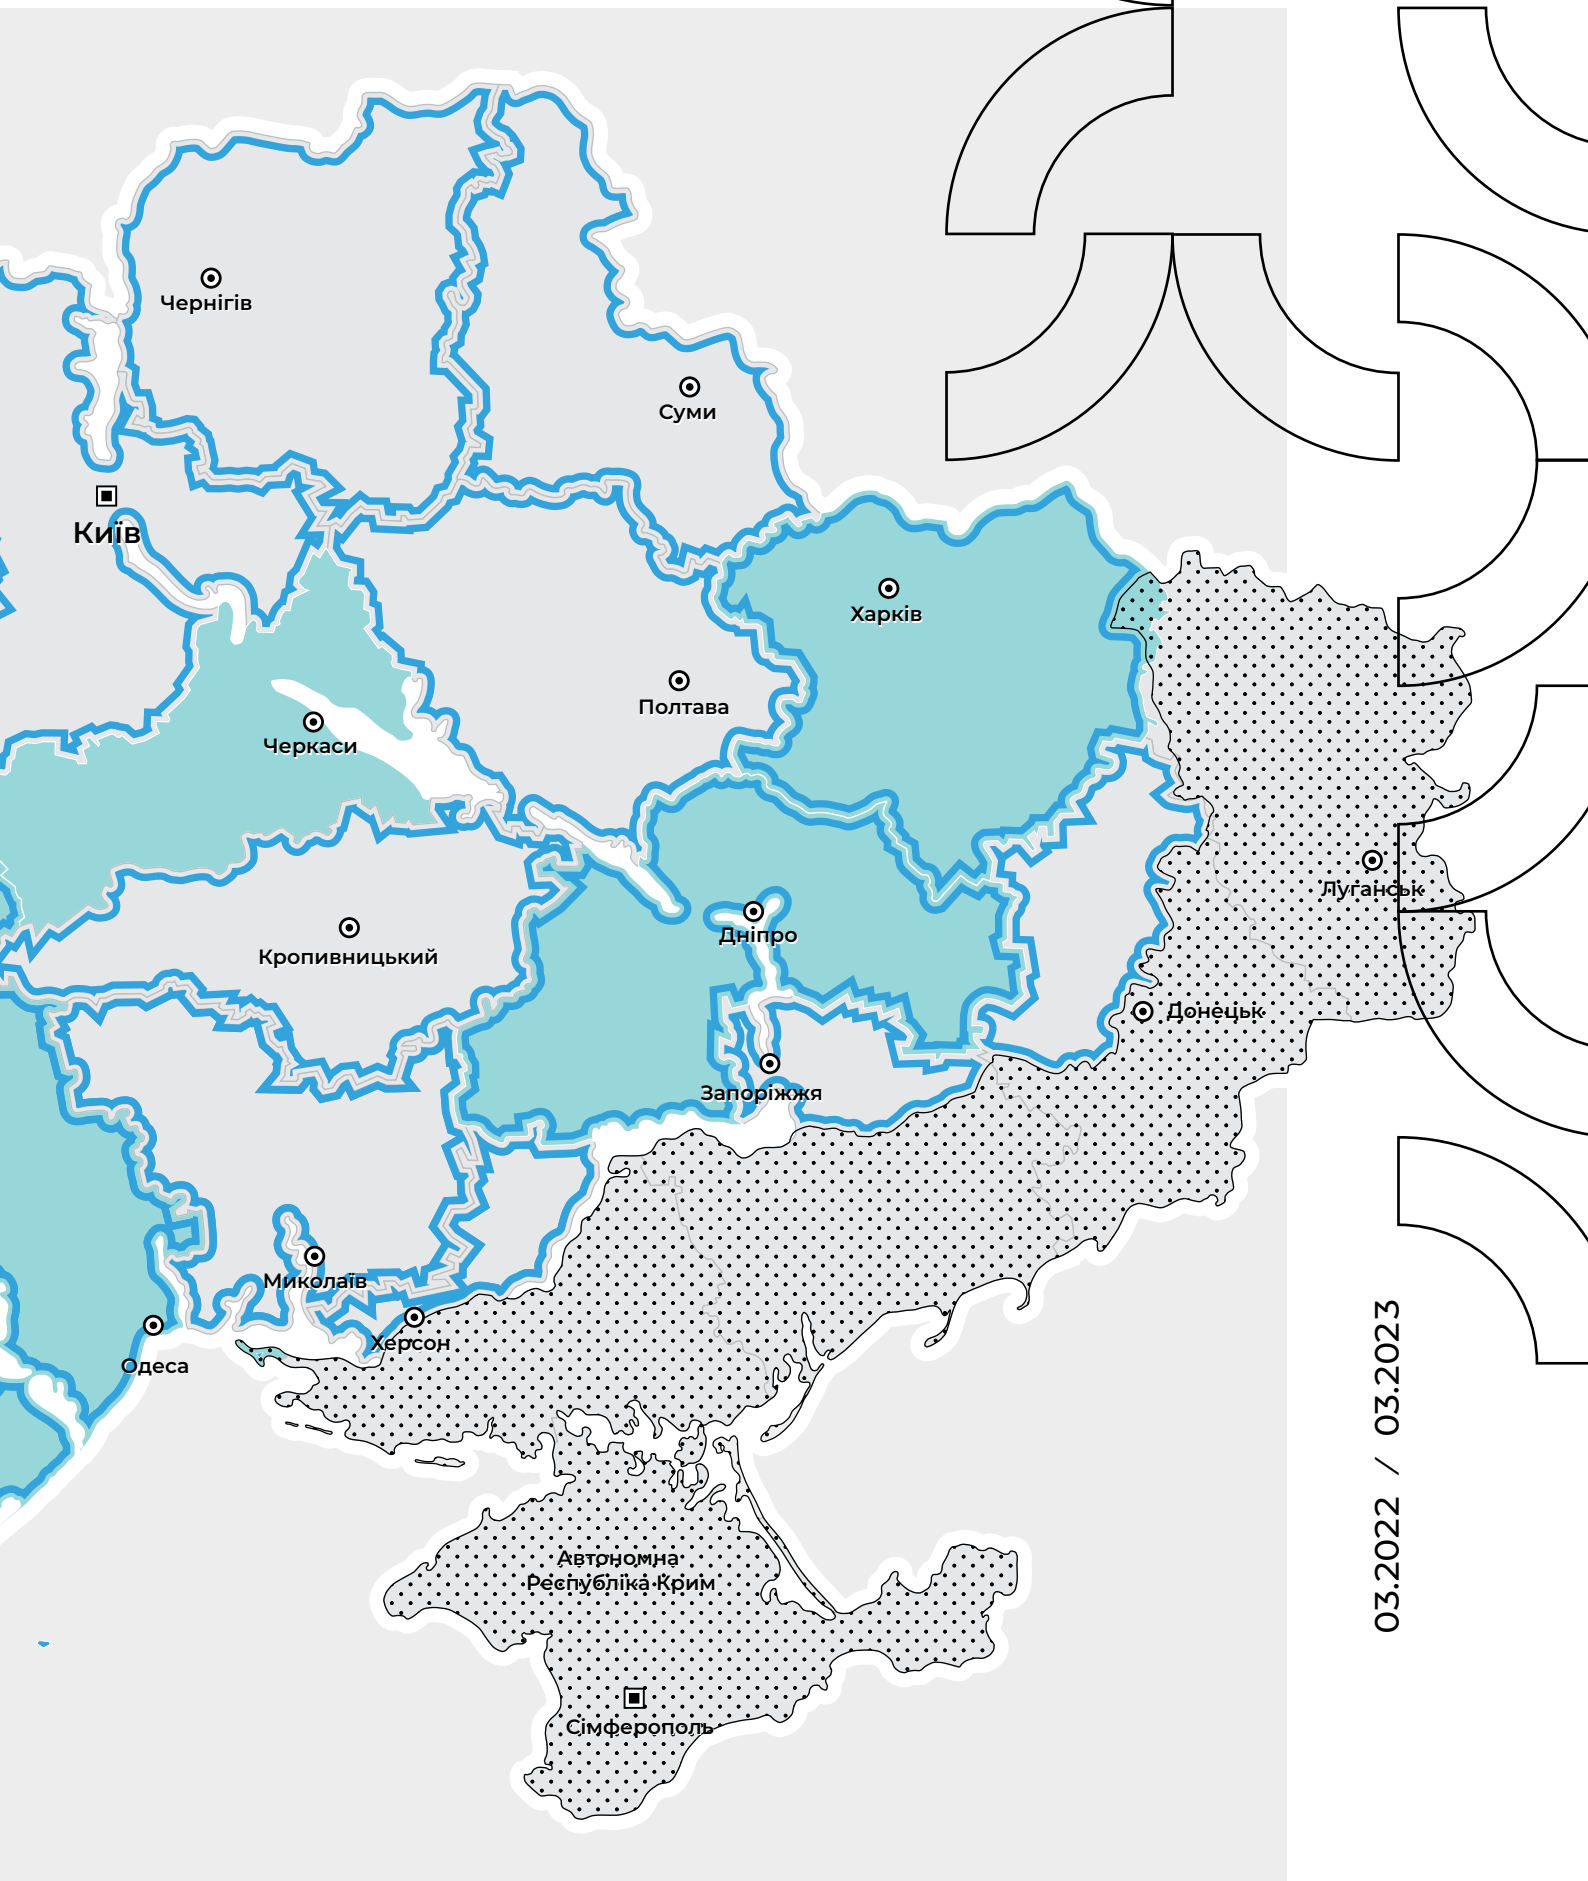 Чернігів
Суми
Київ
Харків
Полтава
Черкаси
Луганськ
Дніпро
Кропивницький
Донецьк
Запоріжжя
Миколаїв
Херсон
Одеса
Автономна
Республіка Крим
Сімферополь
03.2022 / 03.2023